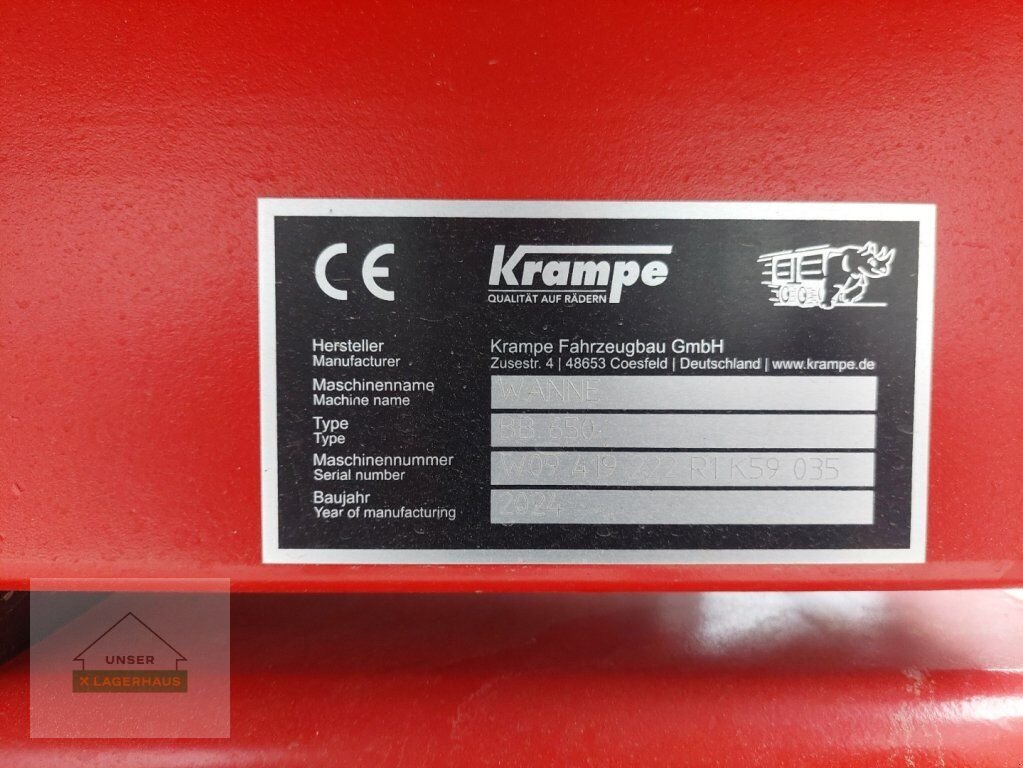 CE
Krampe
QUALITÄT AUF RÄDERN
Hersteller
Manufacturer
Krampe Fahrzeugbau GmbH
Zusestr. 4 | 48653 Coesfeld | Deutschland | www.krampe.de
Maschinenname
Machine name
WANNE
Type
Type
BB 650
Maschinennummer
Serial number
W09 419 222 R1 K59 035
Baujahr
Year of manufacturing
2024
UNSER
X LAGERHAUS